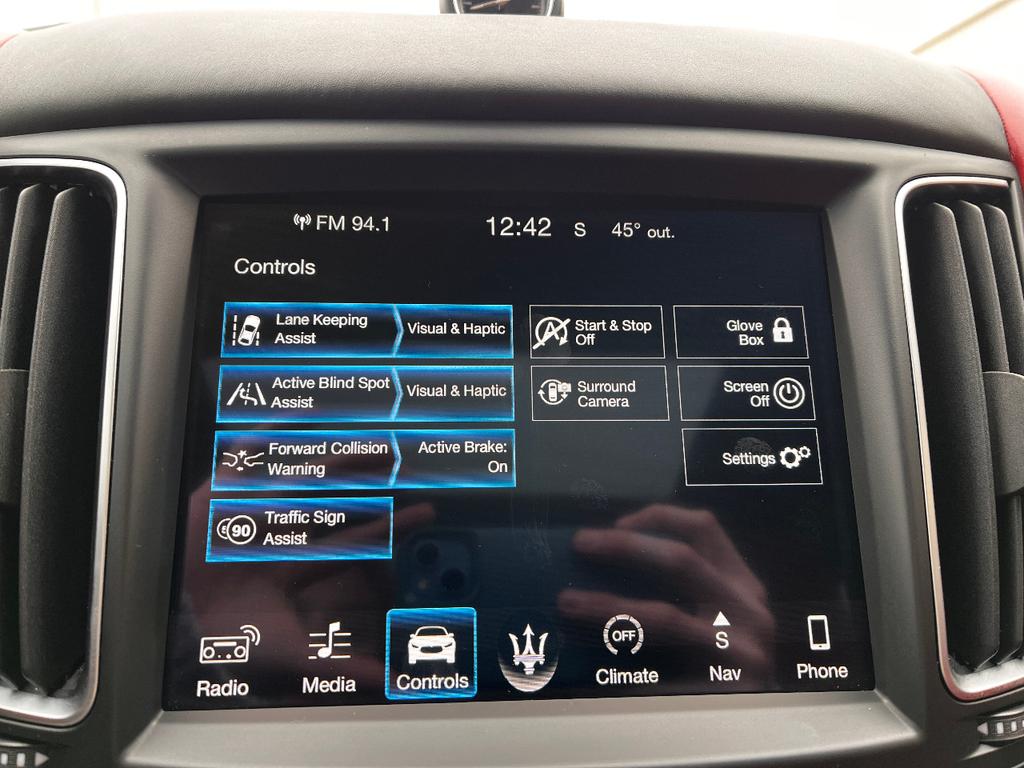 FM 94.1 12:42 S 45° out.
Controls
Lane Keeping
Assist
Visual & Haptic
Start & Stop
Off
Glove
Box
Active Blind Spot
Assist
Visual & Haptic
Surround
Camera
Screen
Off
Forward Collision
Warning
Active Brake:
On
Settings
90
Traffic Sign
Assist
Radio
Media
Controls
OFF
Climate
S
Nav
Phone